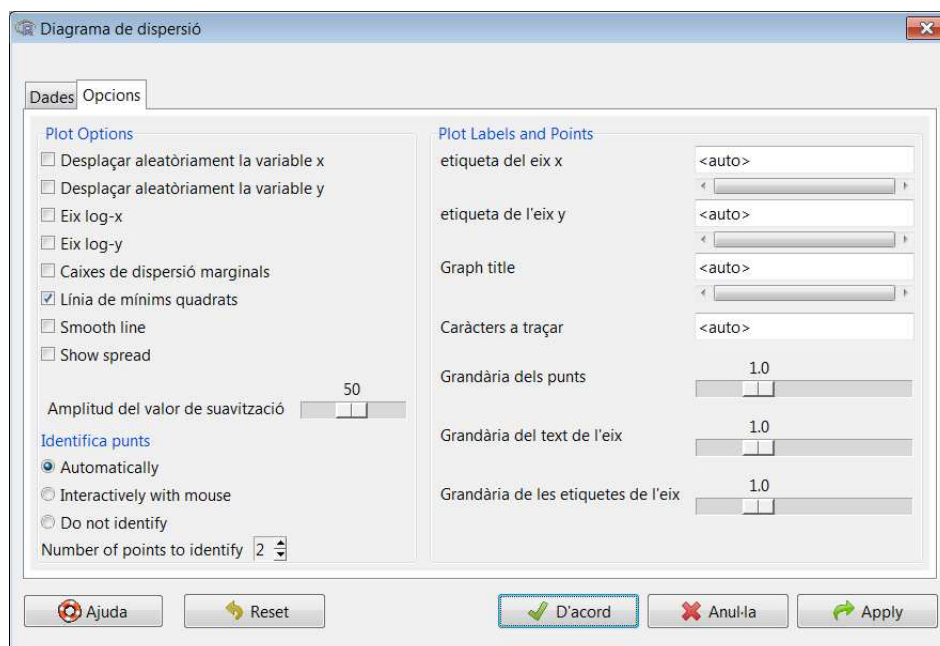 Diagrama de dispersió
Dades Opcions
Plot Options
Desplaçar aleatòriament la variable x
Desplaçar aleatòriament la variable y
Eix log-x
Eix log-y
Caixes de dispersió marginals
Línia de mínims quadrats
Smooth line
Show spread
50
Amplitud del valor de suavització
Identifica punts
Automatically
Interactively with mouse
Do not identify
Number of points to identify 2
Plot Labels and Points
etiqueta del eix x <auto>
etiqueta de l'eix y <auto>
Graph title <auto>
Caràcters a traçar <auto>
1.0
Grandària dels punts
1.0
Grandària del text de l'eix
1.0
Grandària de les etiquetes de l'eix
Ajuda Reset D'acord Anul·la Apply